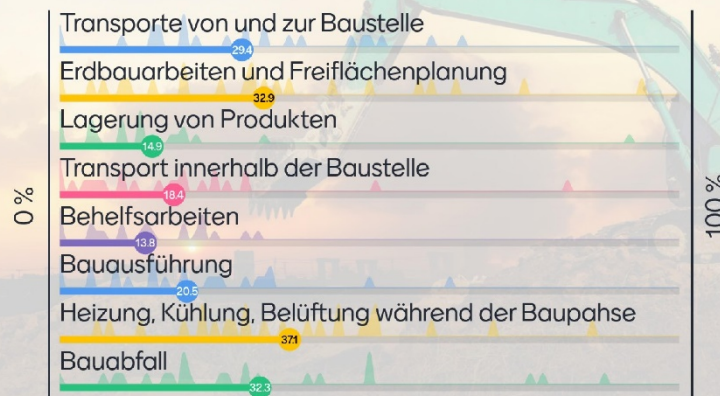 Transporte von und zur Baustelle
29.4
Erdbauarbeiten und Freiflächenplanung
32.9
Lagerung von Produkten
14.9
Transport innerhalb der Baustelle
18.4
Behelfsarbeiten
13.8
Bauausführung
20.5
Heizung, Kühlung, Belüftung während der Baupahse
37.1
Bauabfall
32.3
0 %
100 %